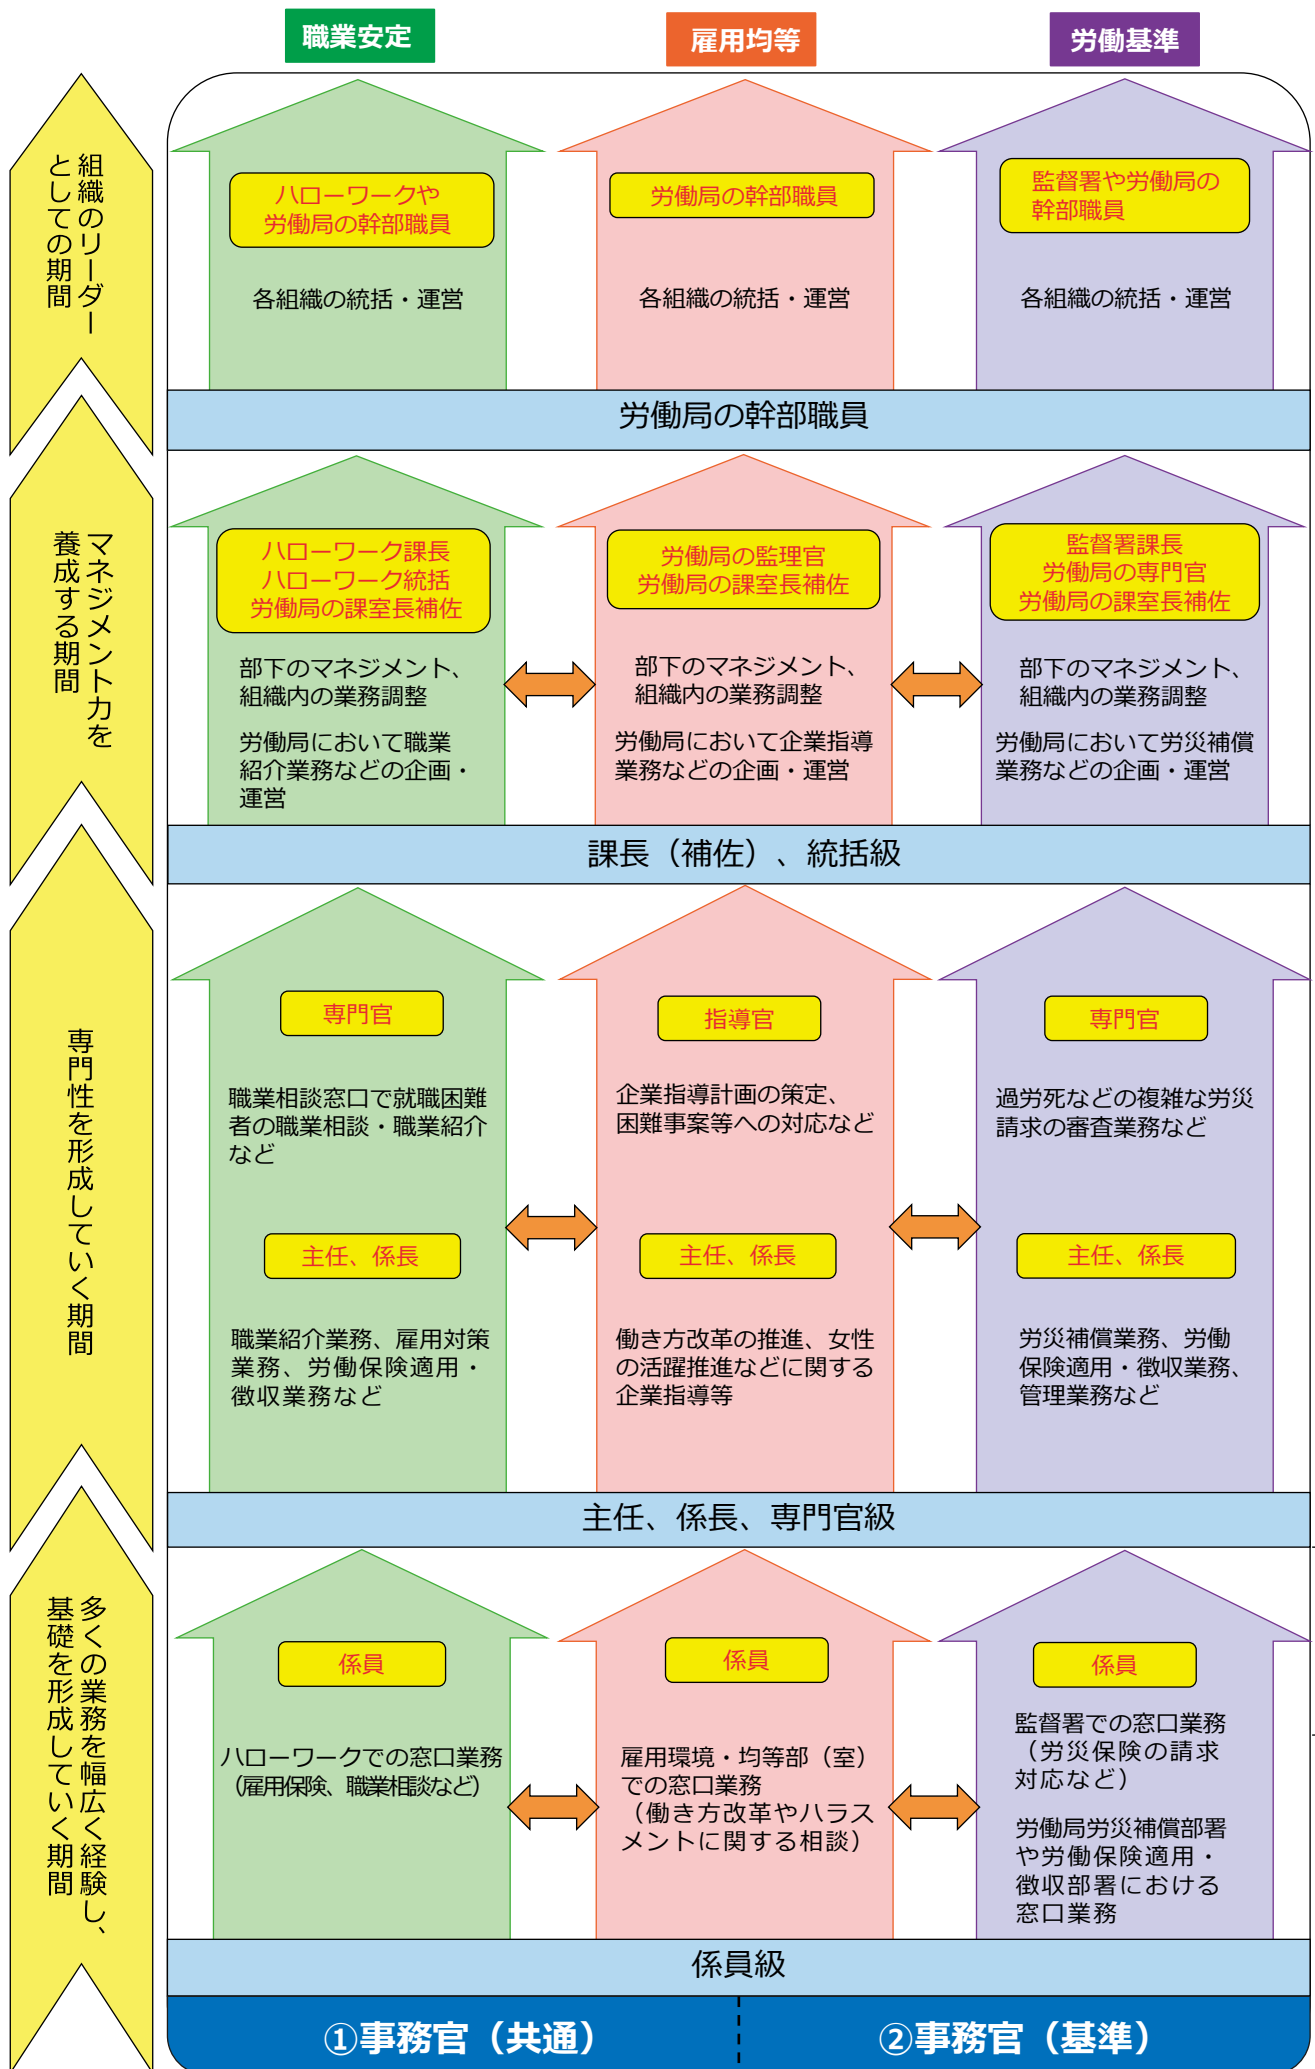 職業安定
雇用均等
労働基準
組織のリーダー
としての期間
ハローワークや
労働局の幹部職員
各組織の統括・運営
労働局の幹部職員
各組織の統括・運営
監督署や労働局の
幹部職員
各組織の統括・運営
労働局の幹部職員
マネジメント力を
養成する期間
ハローワーク課長
ハローワーク統括
労働局の課室長補佐
部下のマネジメント、
組織内の業務調整
労働局において職業
紹介業務などの企画・
運営
労働局の監理官
労働局の課室長補佐
部下のマネジメント、
組織内の業務調整
労働局において企業指導
業務などの企画・運営
監督署課長
労働局の専門官
労働局の課室長補佐
部下のマネジメント、
組織内の業務調整
労働局において労災補償
業務などの企画・運営
課長（補佐）、統括級
専門性を形成していく期間
専門官
職業相談窓口で就職困難
者の職業相談・職業紹介
など
主任、係長
職業紹介業務、雇用対策
業務、労働保険適用・
徴収業務など
指導官
企業指導計画の策定、
困難事案等への対応など
主任、係長
働き方改革の推進、女性
の活躍推進などに関する
企業指導等
専門官
過労死などの複雑な労災
請求の審査業務など
主任、係長
労災補償業務、労働
保険適用・徴収業務、
管理業務など
主任、係長、専門官級
多くの業務を幅広く経験し、
基礎を形成していく期間
係員
ハローワークでの窓口業務
（雇用保険、職業相談など）
係員
雇用環境・均等部（室）
での窓口業務
（働き方改革やハラス
メントに関する相談）
係員
監督署での窓口業務
（労災保険の請求
対応など）
労働局労災補償部署
や労働保険適用・
徴収部署における
窓口業務
係員級
①事務官（共通）
②事務官（基準）